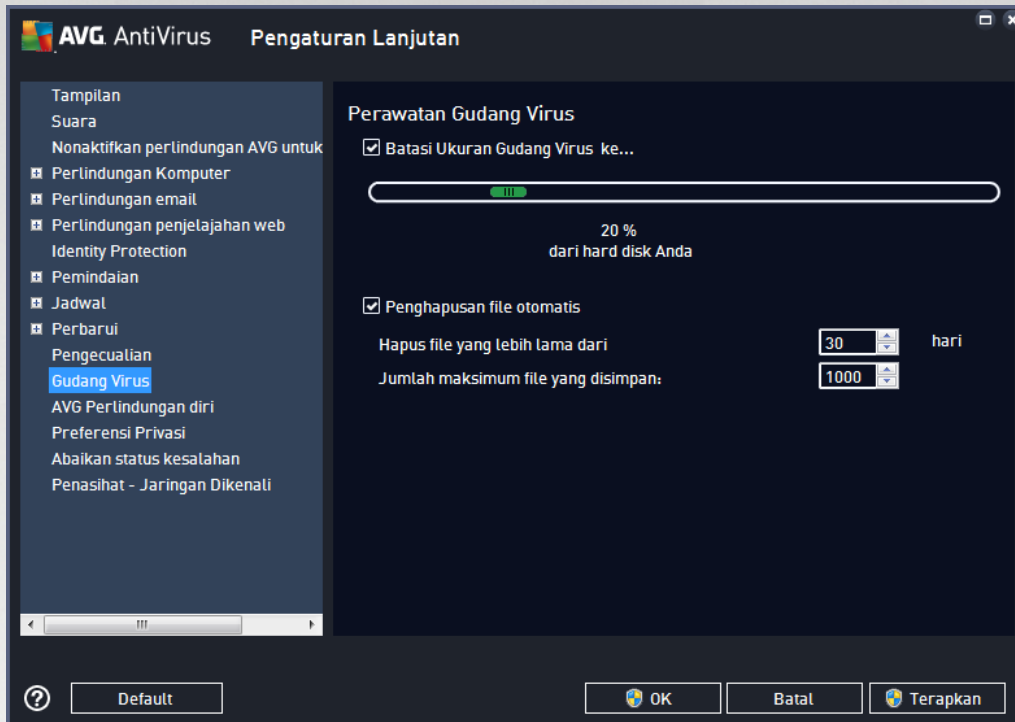 AVG AntiVirus Pengaturan Lanjutan
Tampilan
Suara
Nonaktifkan perlindungan AVG untuk
Perlindungan Komputer
Perlindungan email
Perlindungan penjelajahan web
Identity Protection
Pemindaian
Jadwal
Perbarui
Pengecualian
Gudang Virus
AVG Perlindungan diri
Preferensi Privasi
Abaikan status kesalahan
Penasihat - Jaringan Dikenali
Perawatan Gudang Virus
Batasi Ukuran Gudang Virus ke...
20 %
dari hard disk Anda
Penghapusan file otomatis
Hapus file yang lebih lama dari 30 hari
Jumlah maksimum file yang disimpan: 1000
? Default OK Batal Terapkan